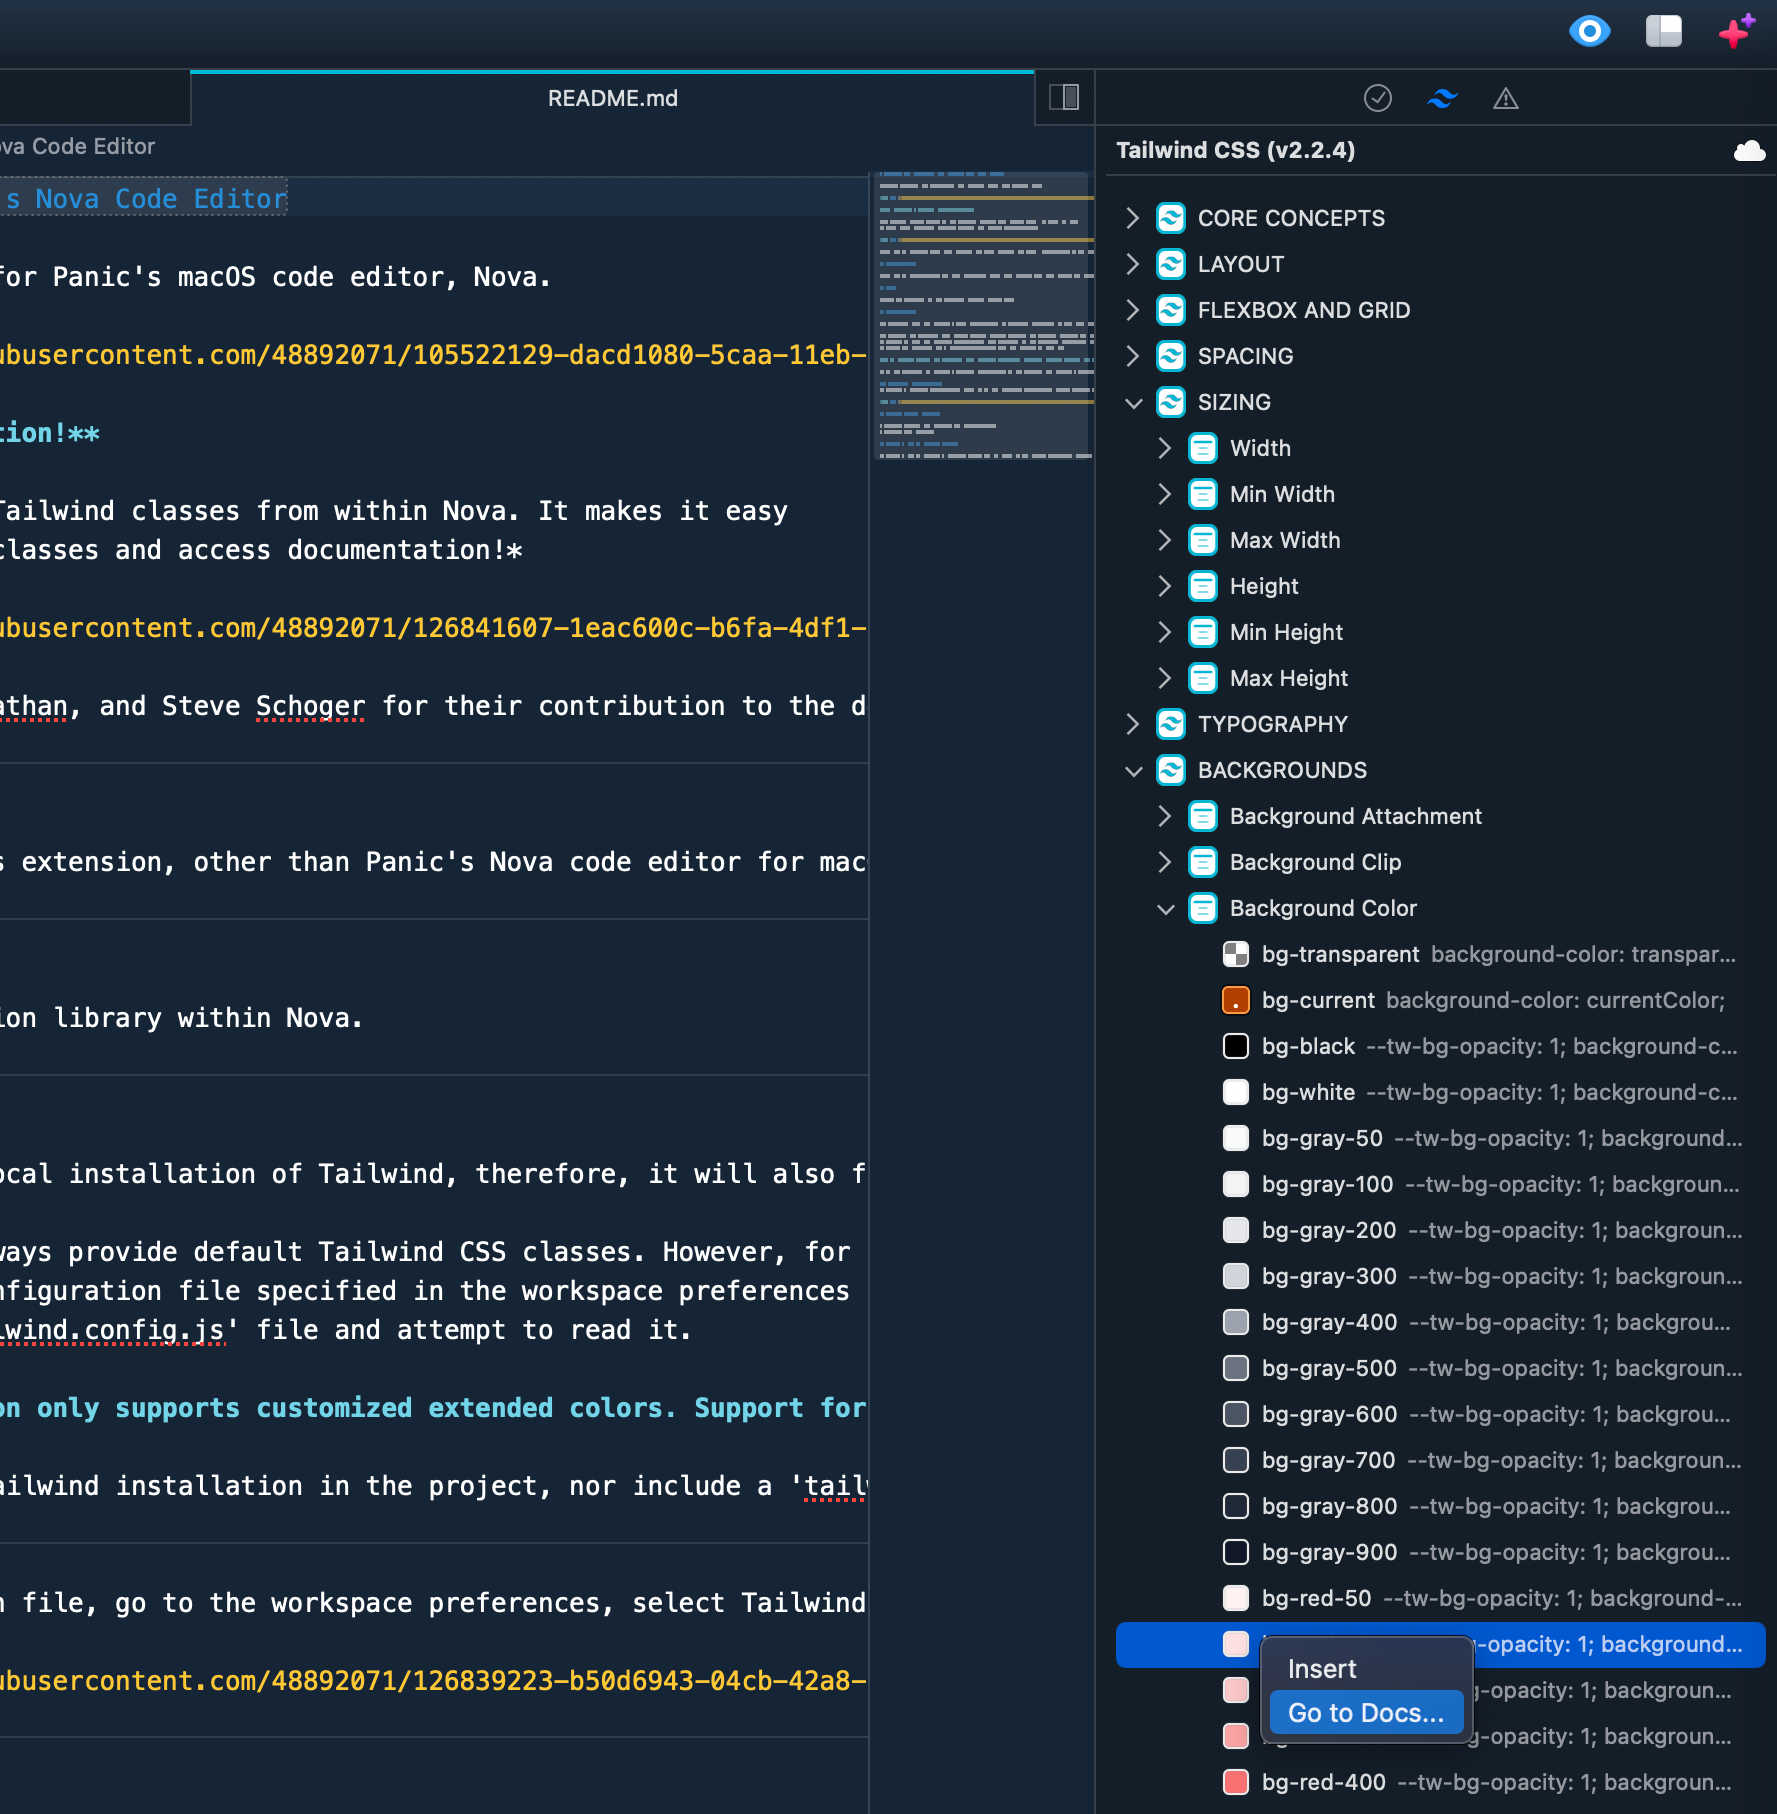 README.md
va Code Editor
s Nova Code Editor
for Panic's macOS code editor, Nova.
ubusercontent.com/48892071/105522129-dacd1080-5caa-11eb-
tion!**
Tailwind classes from within Nova. It makes it easy
classes and access documentation!*
ubusercontent.com/48892071/126841607-1eac600c-b6fa-4df1-
athan, and Steve Schoger for their contribution to the d
s extension, other than Panic's Nova code editor for mac
ion library within Nova.
ocal installation of Tailwind, therefore, it will also f
ways provide default Tailwind CSS classes. However, for
nfiguration file specified in the workspace preferences
lwind.config.js' file and attempt to read it.
on only supports customized extended colors. Support for
ailwind installation in the project, nor include a 'tailw
n file, go to the workspace preferences, select Tailwind
ubusercontent.com/48892071/126839223-b50d6943-04cb-42a8-
Tailwind CSS (v2.2.4)
CORE CONCEPTS
LAYOUT
FLEXBOX AND GRID
SPACING
SIZING
Width
Min Width
Max Width
Height
Min Height
Max Height
TYPOGRAPHY
BACKGROUNDS
Background Attachment
Background Clip
Background Color
bg-transparent background-color: transpar...
bg-current background-color: currentColor;
bg-black --tw-bg-opacity: 1; background-c...
bg-white --tw-bg-opacity: 1; background-c...
bg-gray-50 --tw-bg-opacity: 1; background...
bg-gray-100 --tw-bg-opacity: 1; backgroun...
bg-gray-200 --tw-bg-opacity: 1; backgroun...
bg-gray-300 --tw-bg-opacity: 1; backgroun...
bg-gray-400 --tw-bg-opacity: 1; backgrou...
bg-gray-500 --tw-bg-opacity: 1; backgroun...
bg-gray-600 --tw-bg-opacity: 1; backgrou...
bg-gray-700 --tw-bg-opacity: 1; backgroun...
bg-gray-800 --tw-bg-opacity: 1; backgrou...
bg-gray-900 --tw-bg-opacity: 1; backgrou...
bg-red-50 --tw-bg-opacity: 1; background-...
g-opacity: 1; background...
Insert
g-opacity: 1; backgroun...
Go to Docs...
g-opacity: 1; backgroun...
bg-red-400 --tw-bg-opacity: 1; backgroun...